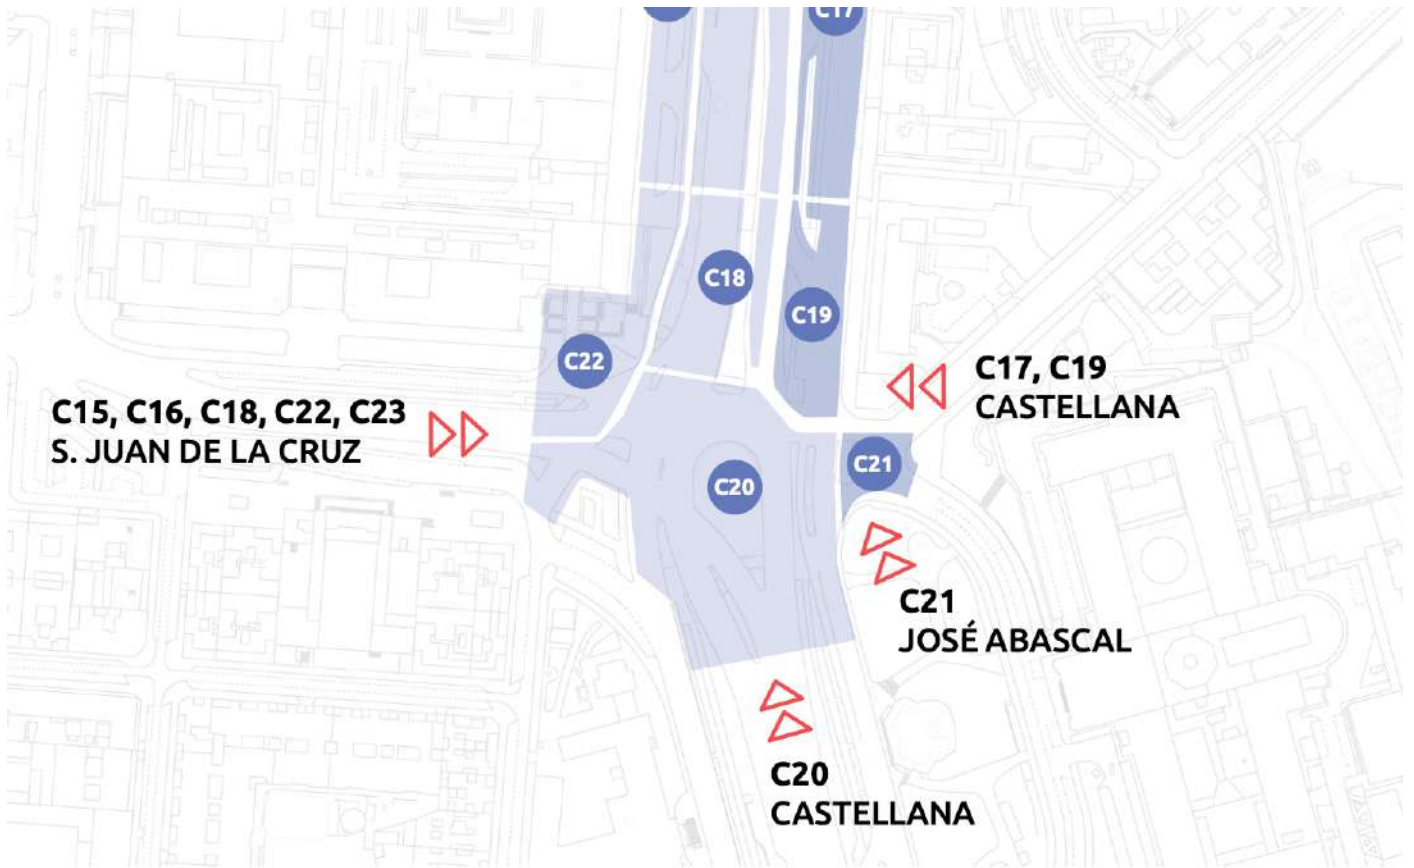 C17
C18
C19
C22
C17, C19
CASTELLANA
C15, C16, C18, C22, C23
S. JUAN DE LA CRUZ
C21
C20
C21
JOSÉ ABASCAL
C20
CASTELLANA